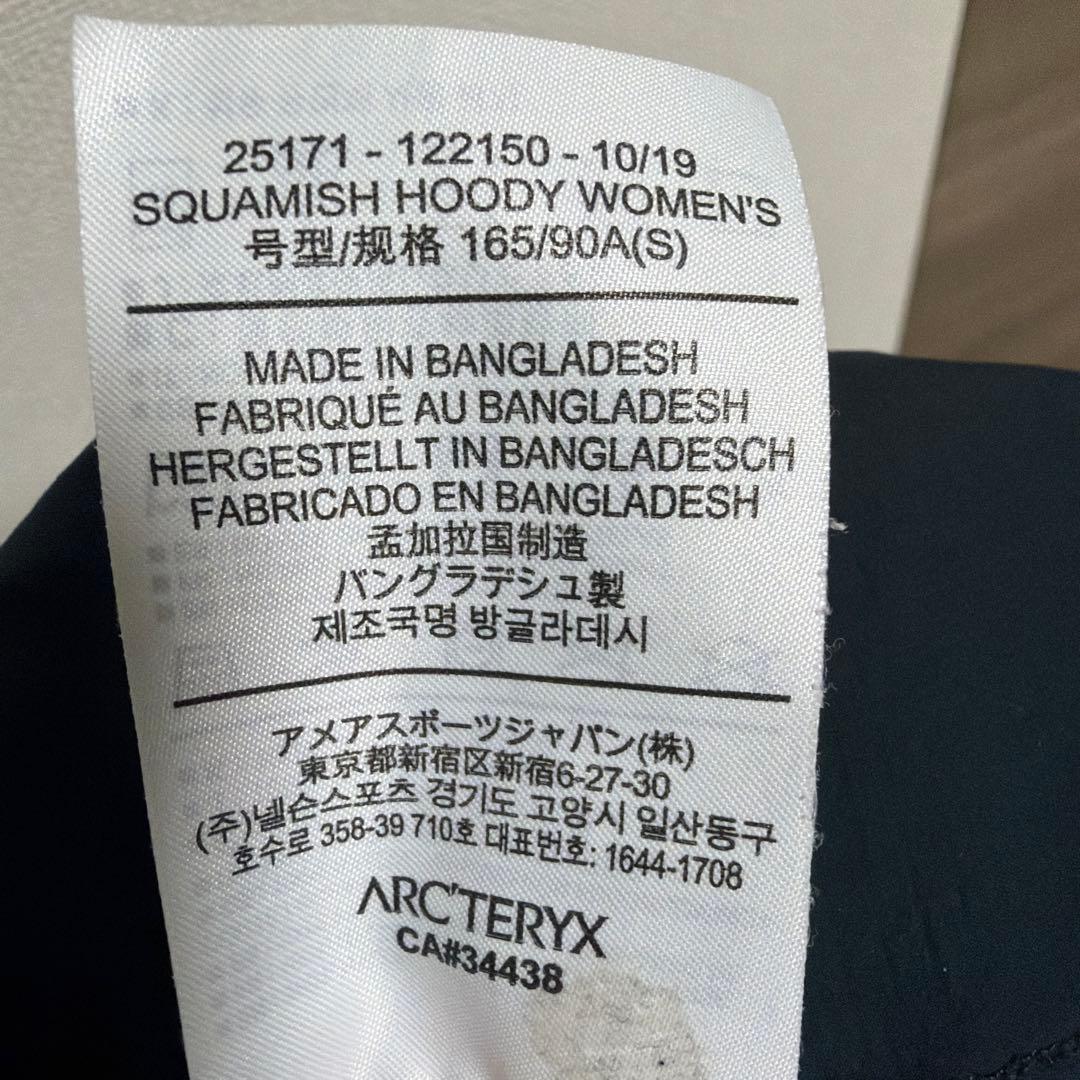 25171 - 122150 - 10/19
SQUAMISH HOODY WOMEN'S
号型/规格 165/90A(S)
MADE IN BANGLADESH
FABRIQUÉ AU BANGLADESH
HERGESTELLT IN BANGLADESCH
FABRICADO EN BANGLADESH
孟加拉国制造
バングラデシュ製
제조국명 방글라데시
アメアスポーツジャパン(株)
東京都新宿区新宿6-27-30
(주)넬슨스포츠 경기도 고양시 일산동구
호수로 358-39 710호 대표번호: 1644-1708
ARC'TERYX
CA#34438